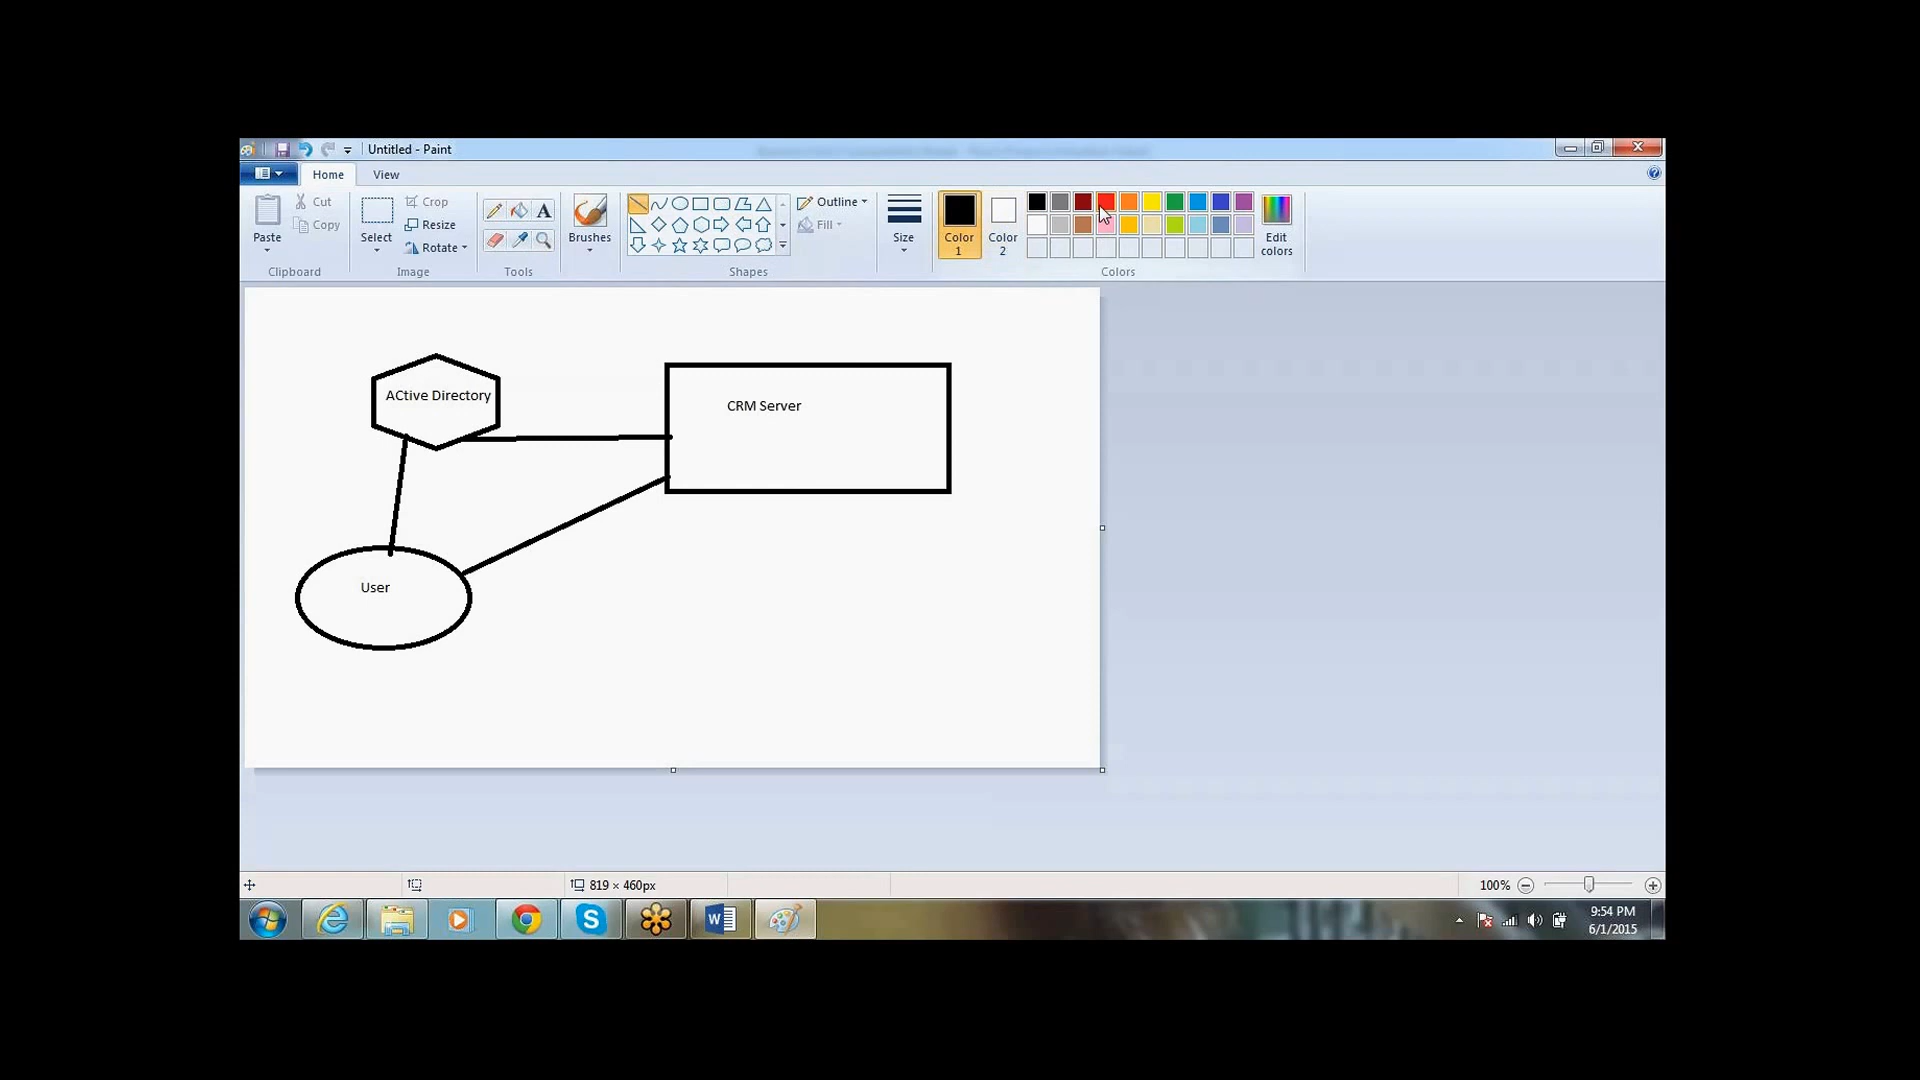 Untitled - Paint
Home
View
Paste
Cut
Copy
Clipboard
Select
Crop
Resize
Rotate
Image
A
Tools
Brushes
Outline
Fill
Shapes
Size
Color
1
Color
2
Edit
colors
Colors
ACtive Directory
CRM Server
User
819 × 460px
100%
9:54 PM
6/1/2015